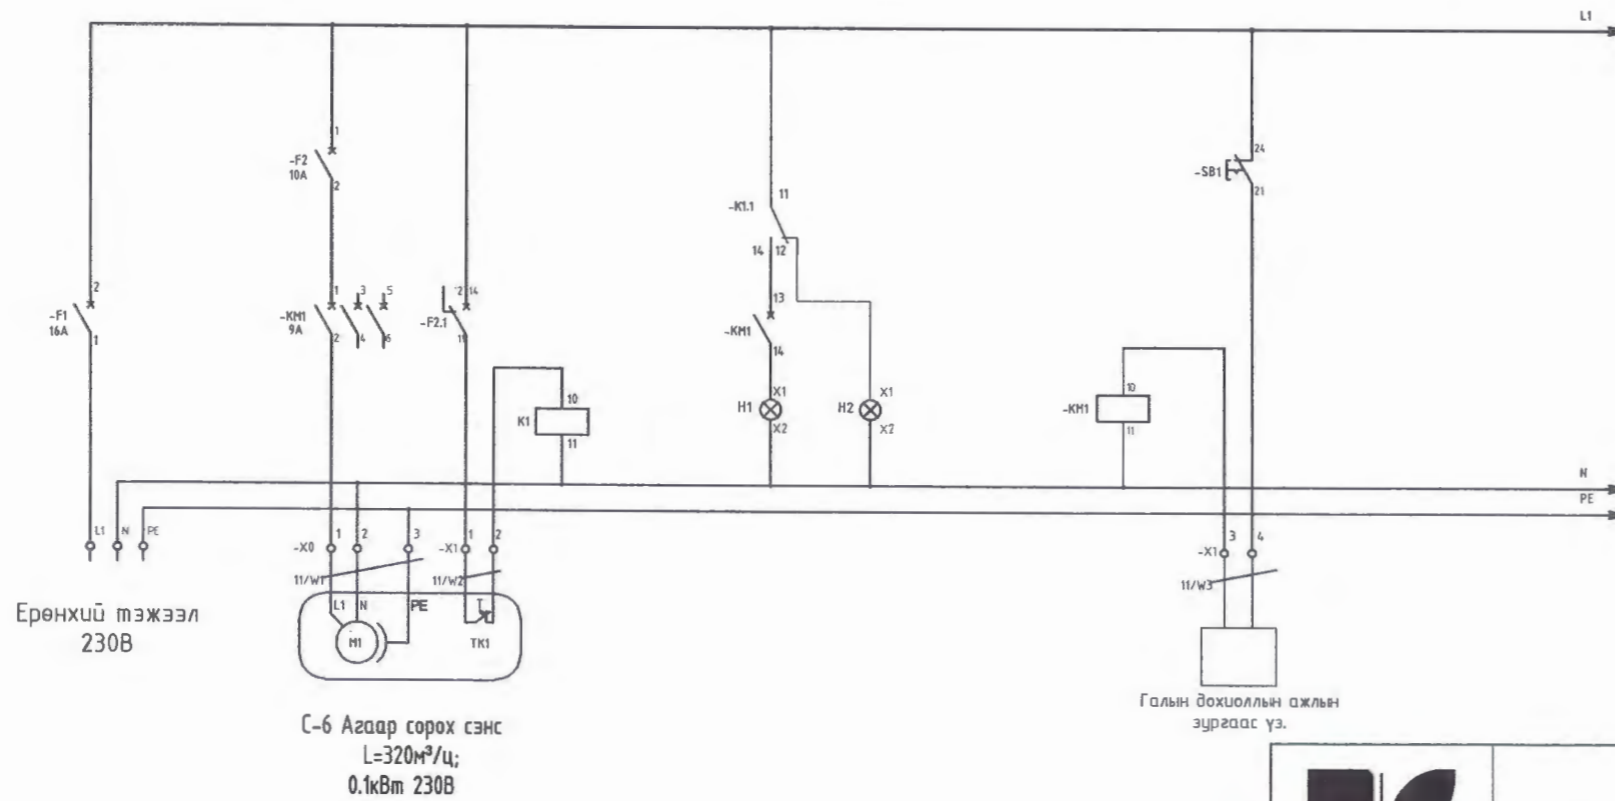 L1
-F2
10A
1
2
24
-SB1
21
-K1.1
11
14 12
2
-F1
16A
1
-KM1
9A
1 3 5
2 4 6
14
-F2.1
11
13
-KM1
14
K1
10
11
H1
X1
X2
H2
X1
X2
-KM1
10
11
N
PE
L1 N PE
-X0 1 2 3
-X1 1 2
-X1 3 4
11/W1
11/W2
11/W3
L1 N PE
T
M1
TK1
Ерөнхий тэжээл
230В
С-6 Агаар сорох сэнс
L=320м³/ц;
0.1кВт 230В
Галын дохиоллын ажлын
зургаас үз.